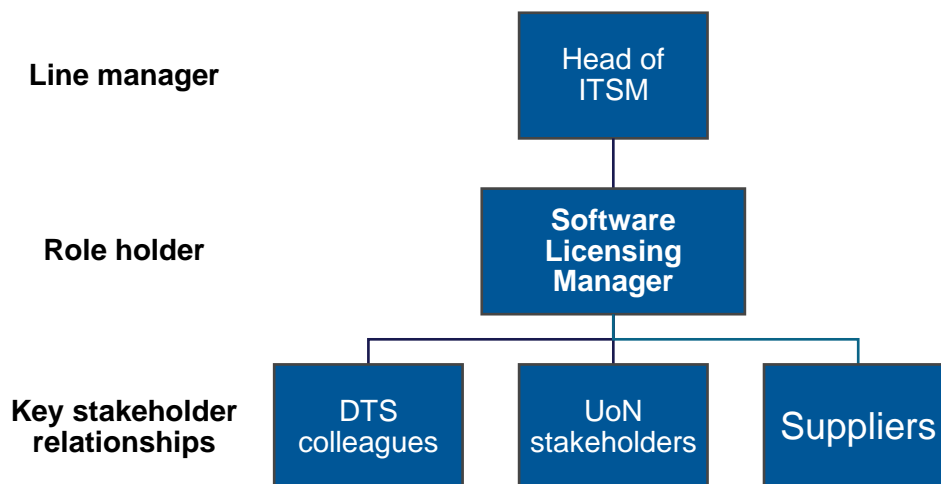 Line manager
Head of
ITSM
Role holder
Software
Licensing
Manager
Key stakeholder
relationships
DTS
colleagues
UoN
stakeholders
Suppliers